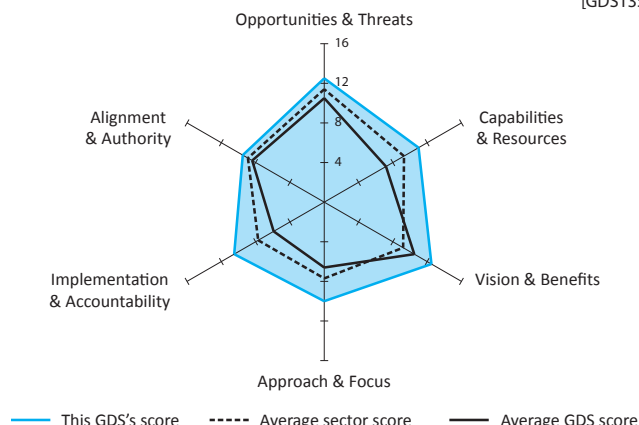 [GDS13
Opportunities & Threats
16
12
8
4
Alignment
& Authority
Capabilities
& Resources
Implementation
& Accountability
Vision & Benefits
Approach & Focus
This GDS's score
Average sector score
Average GDS score